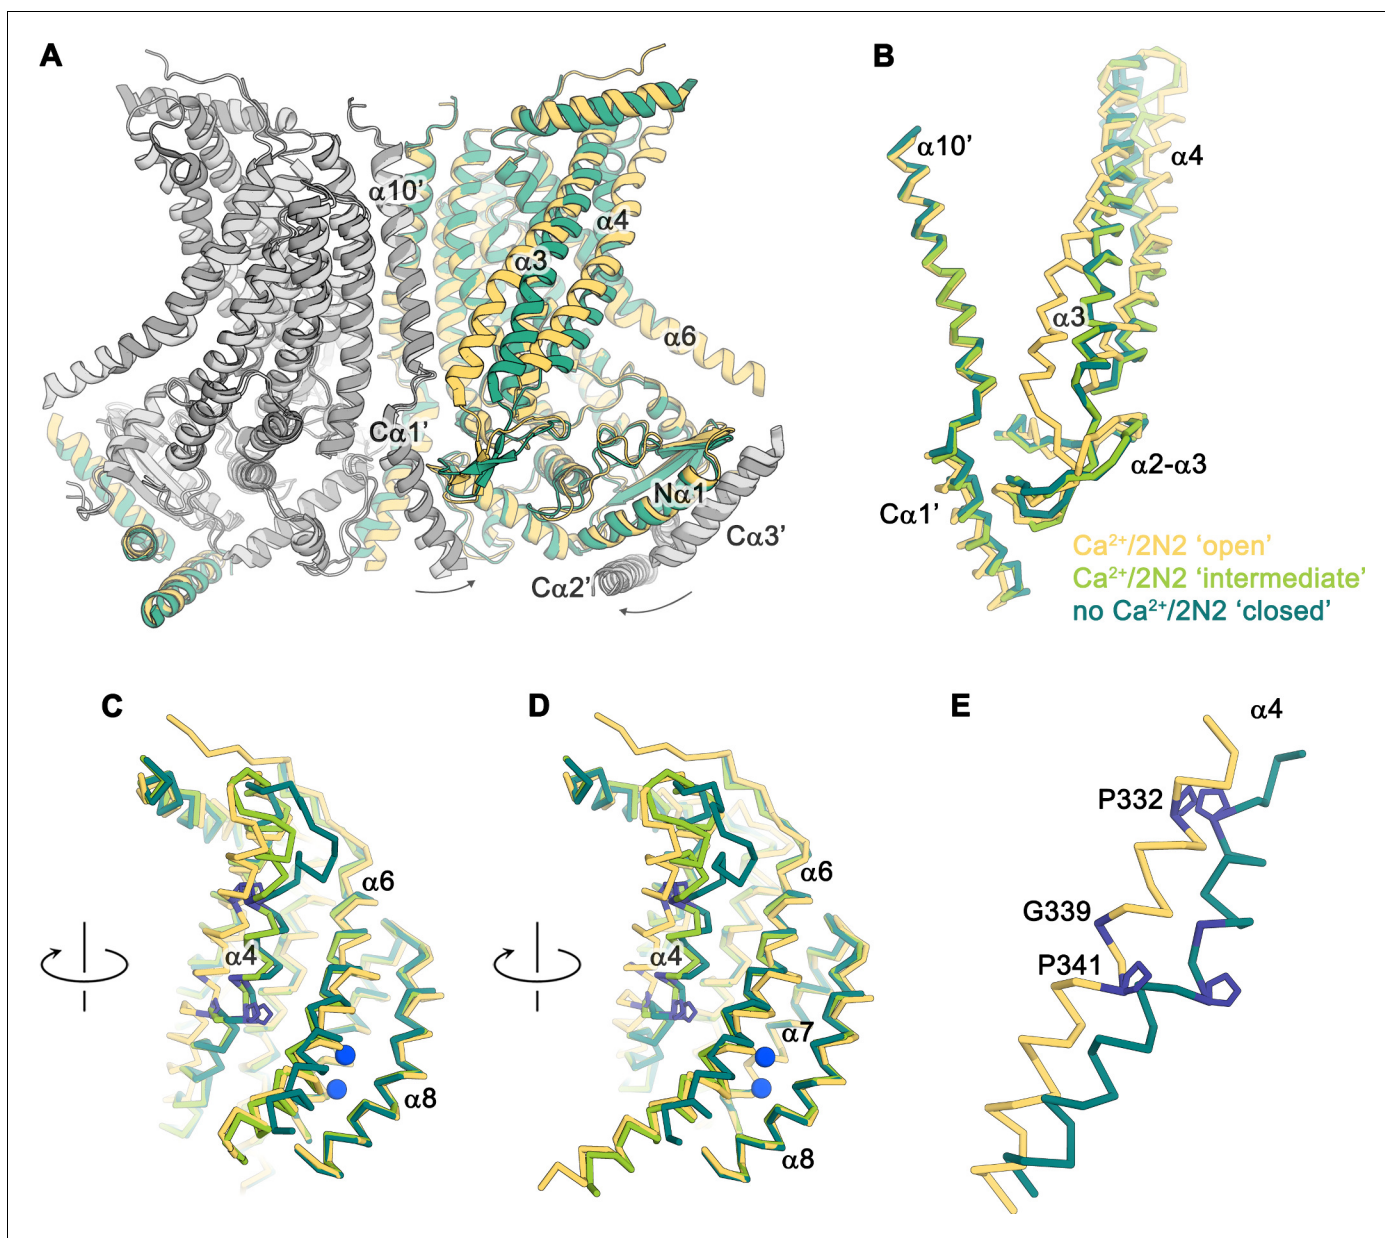 A
α10’
α4
α3
α6
Cα1’
Nα1
Cα3’
Cα2’
B
α10’
α4
α3
α2-α3
Cα1’
Ca²⁺/2N2 ‘open’
Ca²⁺/2N2 ‘intermediate’
no Ca²⁺/2N2 ‘closed’
C
α6
α4
α8
D
α6
α4
α7
α8
E
α4
P332
G339
P341